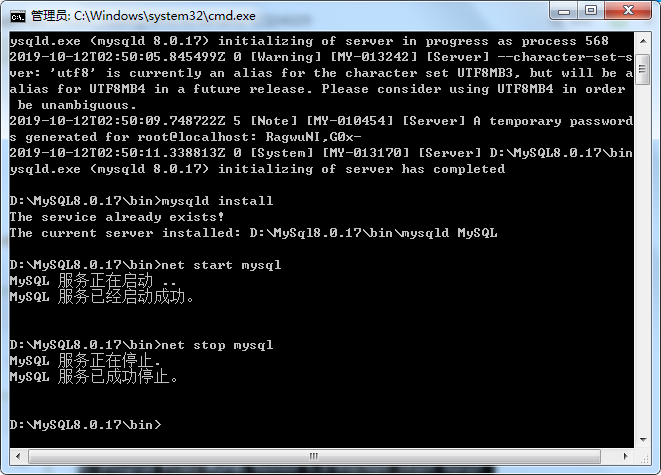 管理员: C:\Windows\system32\cmd.exe
ysqld.exe (mysqld 8.0.17) initializing of server in progress as process 568
2019-10-12T02:50:05.845499Z 0 [Warning] [MY-013242] [Server] --character-set-s
ver: 'utf8' is currently an alias for the character set UTF8MB3, but will be a
alias for UTF8MB4 in a future release. Please consider using UTF8MB4 in order
be unambiguous.
2019-10-12T02:50:09.748722Z 5 [Note] [MY-010454] [Server] A temporary password
s generated for root@localhost: RagwuNI,G0x-
2019-10-12T02:50:11.338813Z 0 [System] [MY-013170] [Server] D:\MySQL8.0.17\bin
ysqld.exe (mysqld 8.0.17) initializing of server has completed
D:\MySQL8.0.17\bin>mysqld install
The service already exists!
The current server installed: D:\MySql8.0.17\bin\mysqld MySQL
D:\MySQL8.0.17\bin>net start mysql
MySQL 服务正在启动 ..
MySQL 服务已经启动成功。
D:\MySQL8.0.17\bin>net stop mysql
MySQL 服务正在停止.
MySQL 服务已成功停止。
D:\MySQL8.0.17\bin>